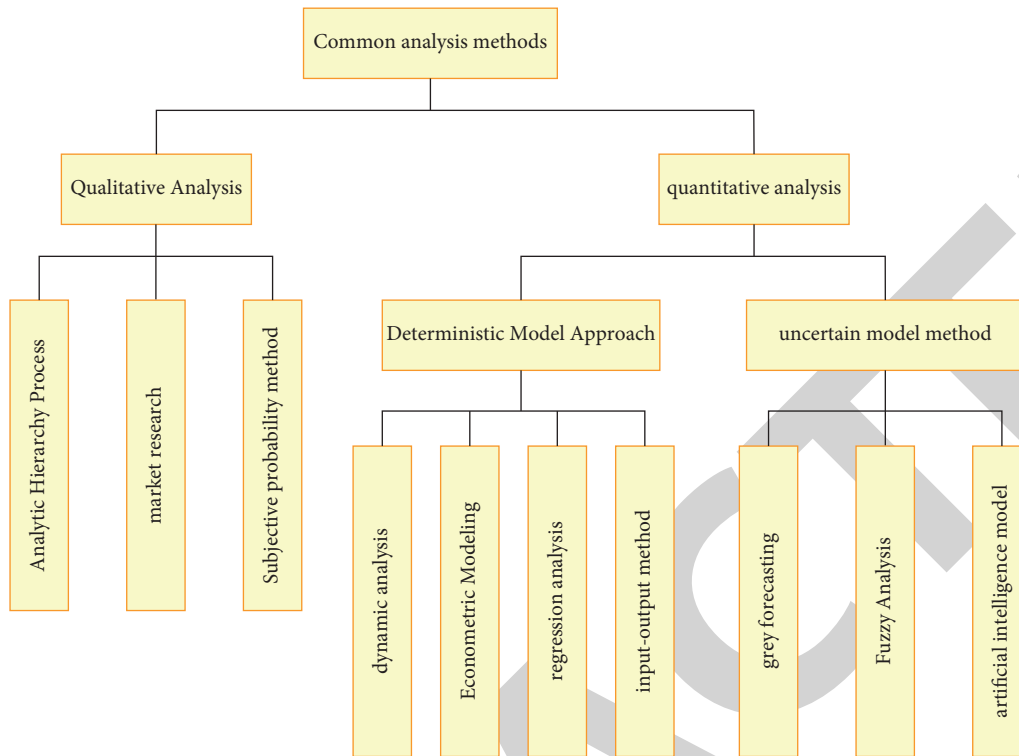 Common analysis methods
Qualitative Analysis
quantitative analysis
Analytic Hierarchy Process
market research
Subjective probability method
Deterministic Model Approach
uncertain model method
dynamic analysis
Econometric Modeling
regression analysis
input-output method
grey forecasting
Fuzzy Analysis
artificial intelligence model